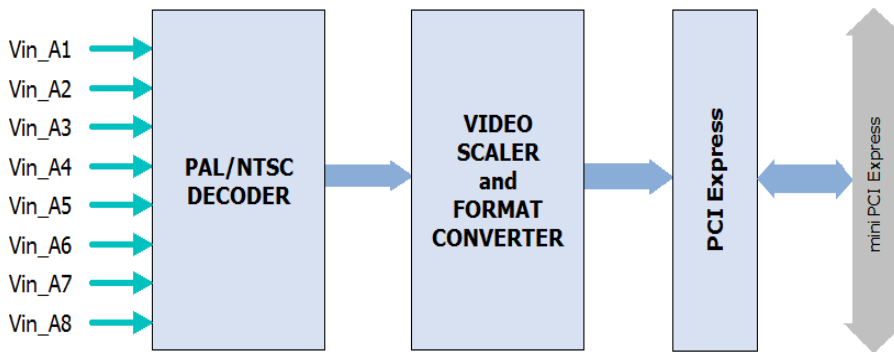 Vin_A1
Vin_A2
Vin_A3
Vin_A4
Vin_A5
Vin_A6
Vin_A7
Vin_A8
PAL/NTSC
DECODER
VIDEO
SCALER
and
FORMAT
CONVERTER
PCI Express
mini PCI Express